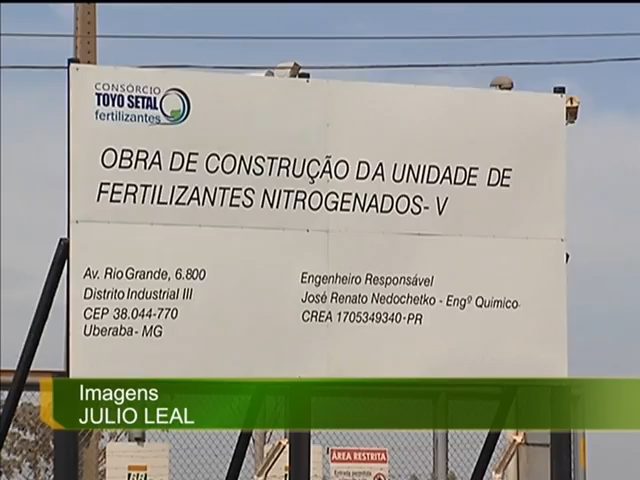 CONSÓRCIO
TOYO SETAL
fertilizantes
OBRA DE CONSTRUÇÃO DA UNIDADE DE
FERTILIZANTES NITROGENADOS- V
Av. Rio Grande, 6.800
Distrito Industrial III
CEP 38.044-770
Uberaba- MG
Engenheiro Responsável
José Renato Nedochetko - Engº Quimico
CREA 1705349340-PR
Imagens
JULIO LEAL
BR
ÁREA RESTRITA